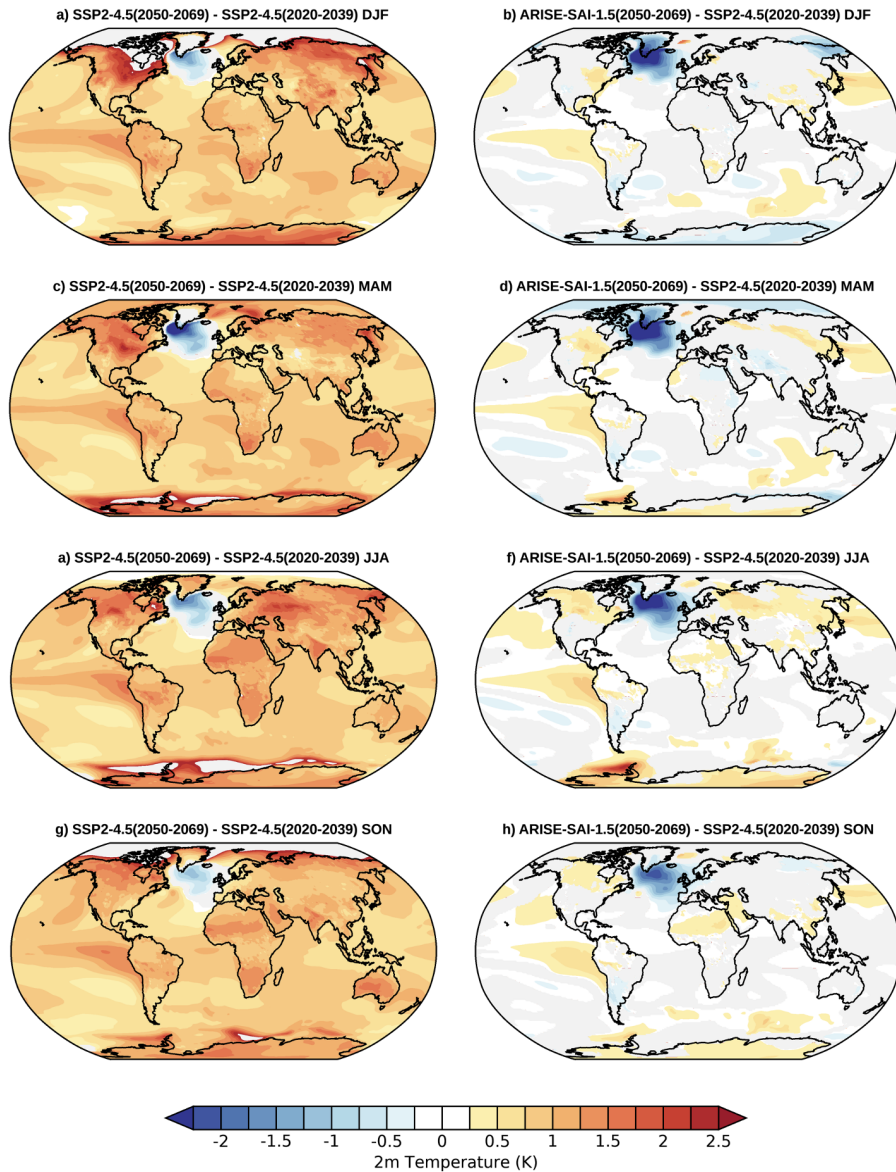 a) SSP2-4.5(2050-2069) - SSP2-4.5(2020-2039) DJF
b) ARISE-SAI-1.5(2050-2069) - SSP2-4.5(2020-2039) DJF
c) SSP2-4.5(2050-2069) - SSP2-4.5(2020-2039) MAM
d) ARISE-SAI-1.5(2050-2069) - SSP2-4.5(2020-2039) MAM
a) SSP2-4.5(2050-2069) - SSP2-4.5(2020-2039) JJA
f) ARISE-SAI-1.5(2050-2069) - SSP2-4.5(2020-2039) JJA
g) SSP2-4.5(2050-2069) - SSP2-4.5(2020-2039) SON
h) ARISE-SAI-1.5(2050-2069) - SSP2-4.5(2020-2039) SON
-2 -1.5 -1 -0.5 0 0.5 1 1.5 2 2.5
2m Temperature (K)